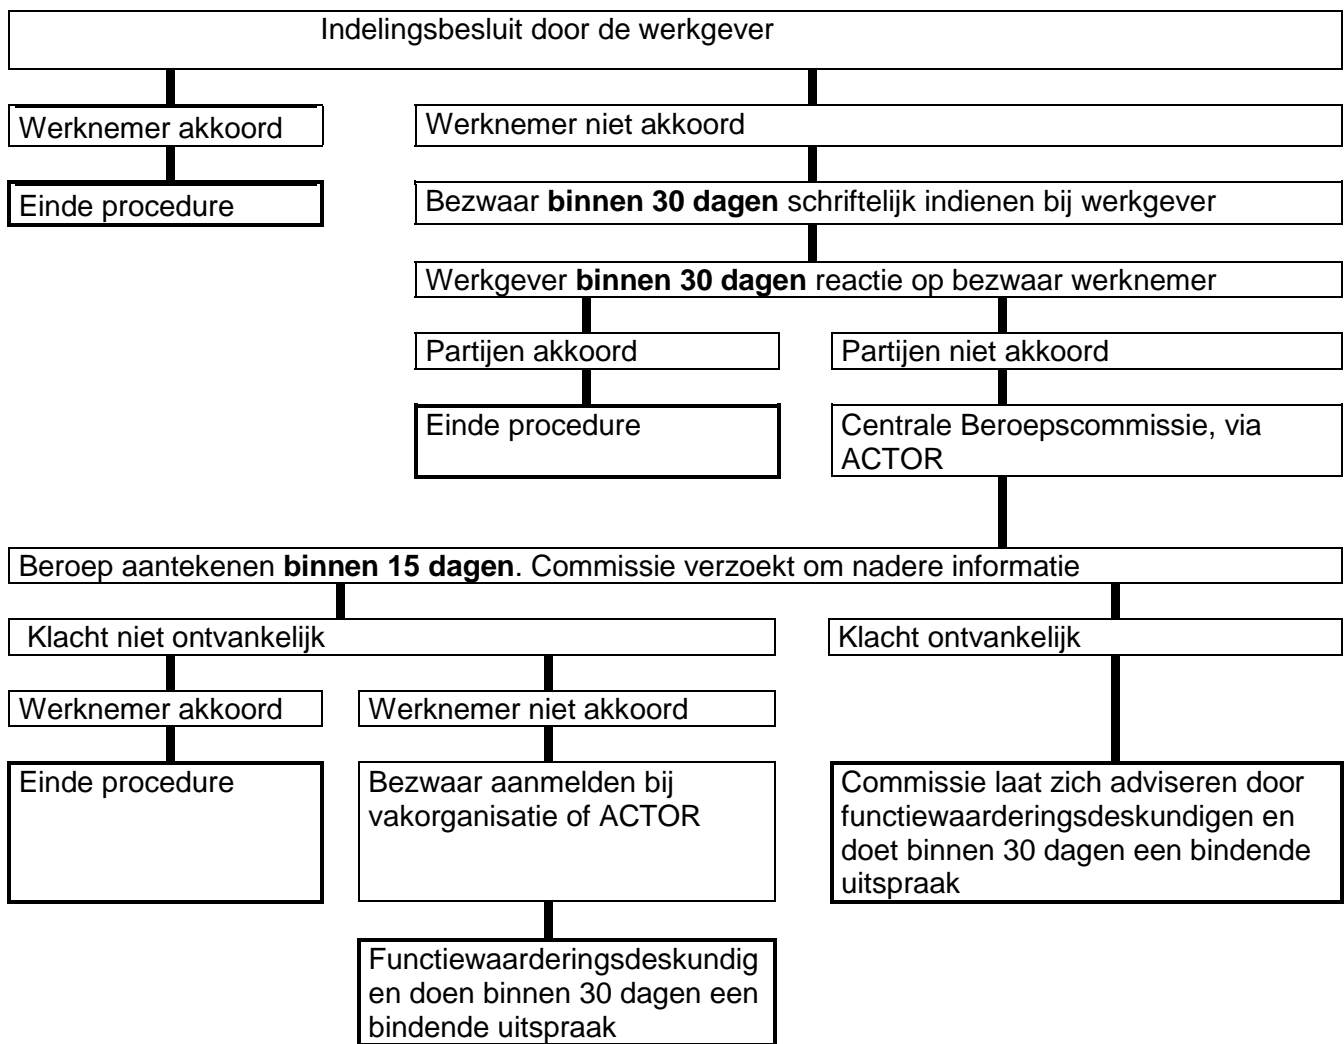 Indelingsbesluit door de werkgever
Werknemer akkoord
Werknemer niet akkoord
Einde procedure
Bezwaar binnen 30 dagen schriftelijk indienen bij werkgever
Werkgever binnen 30 dagen reactie op bezwaar werknemer
Partijen akkoord
Partijen niet akkoord
Einde procedure
Centrale Beroepscommissie, via
ACTOR
Beroep aantekenen binnen 15 dagen. Commissie verzoekt om nadere informatie
Klacht niet ontvankelijk
Klacht ontvankelijk
Werknemer akkoord
Werknemer niet akkoord
Einde procedure
Bezwaar aanmelden bij
vakorganisatie of ACTOR
Commissie laat zich adviseren door
functiewaarderingsdeskundigen en
doet binnen 30 dagen een bindende
uitspraak
Functiewaarderingsdeskundig
en doen binnen 30 dagen een
bindende uitspraak